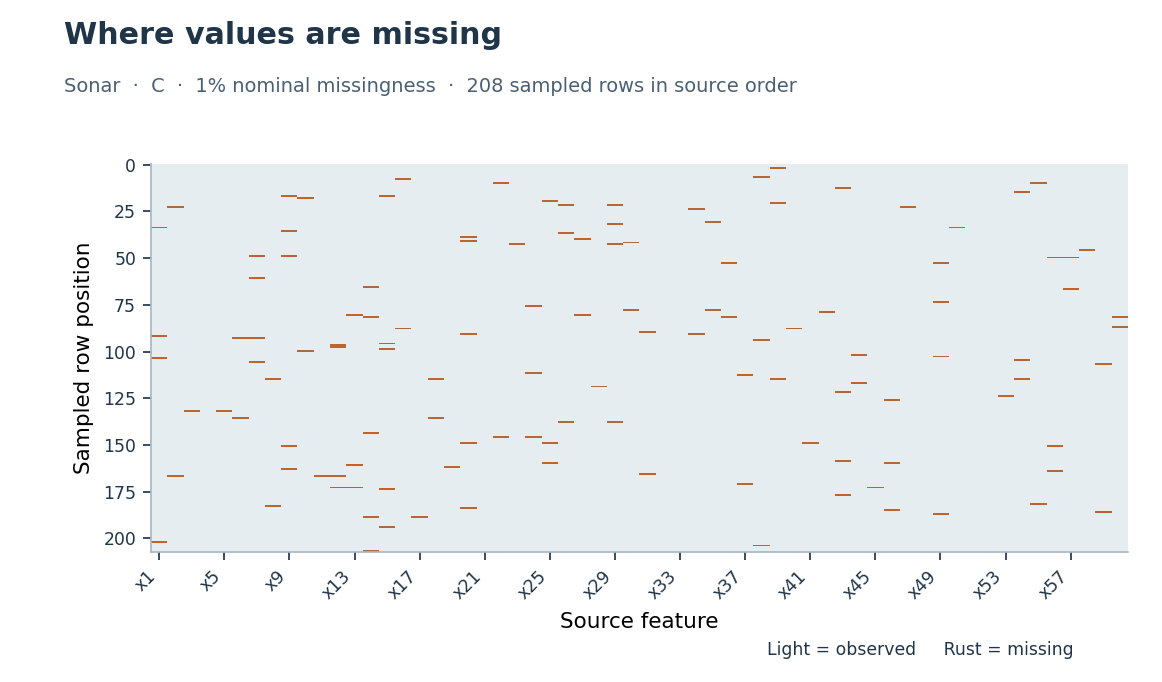 Where values are missing
Sonar · C · 1% nominal missingness · 208 sampled rows in source order
0
25
50
75
100
125
150
175
200
Sampled row position
x1
x5
x9
x13
x17
x21
x25
x29
x33
x37
x41
x45
x49
x53
x57
Source feature
Light = observed Rust = missing